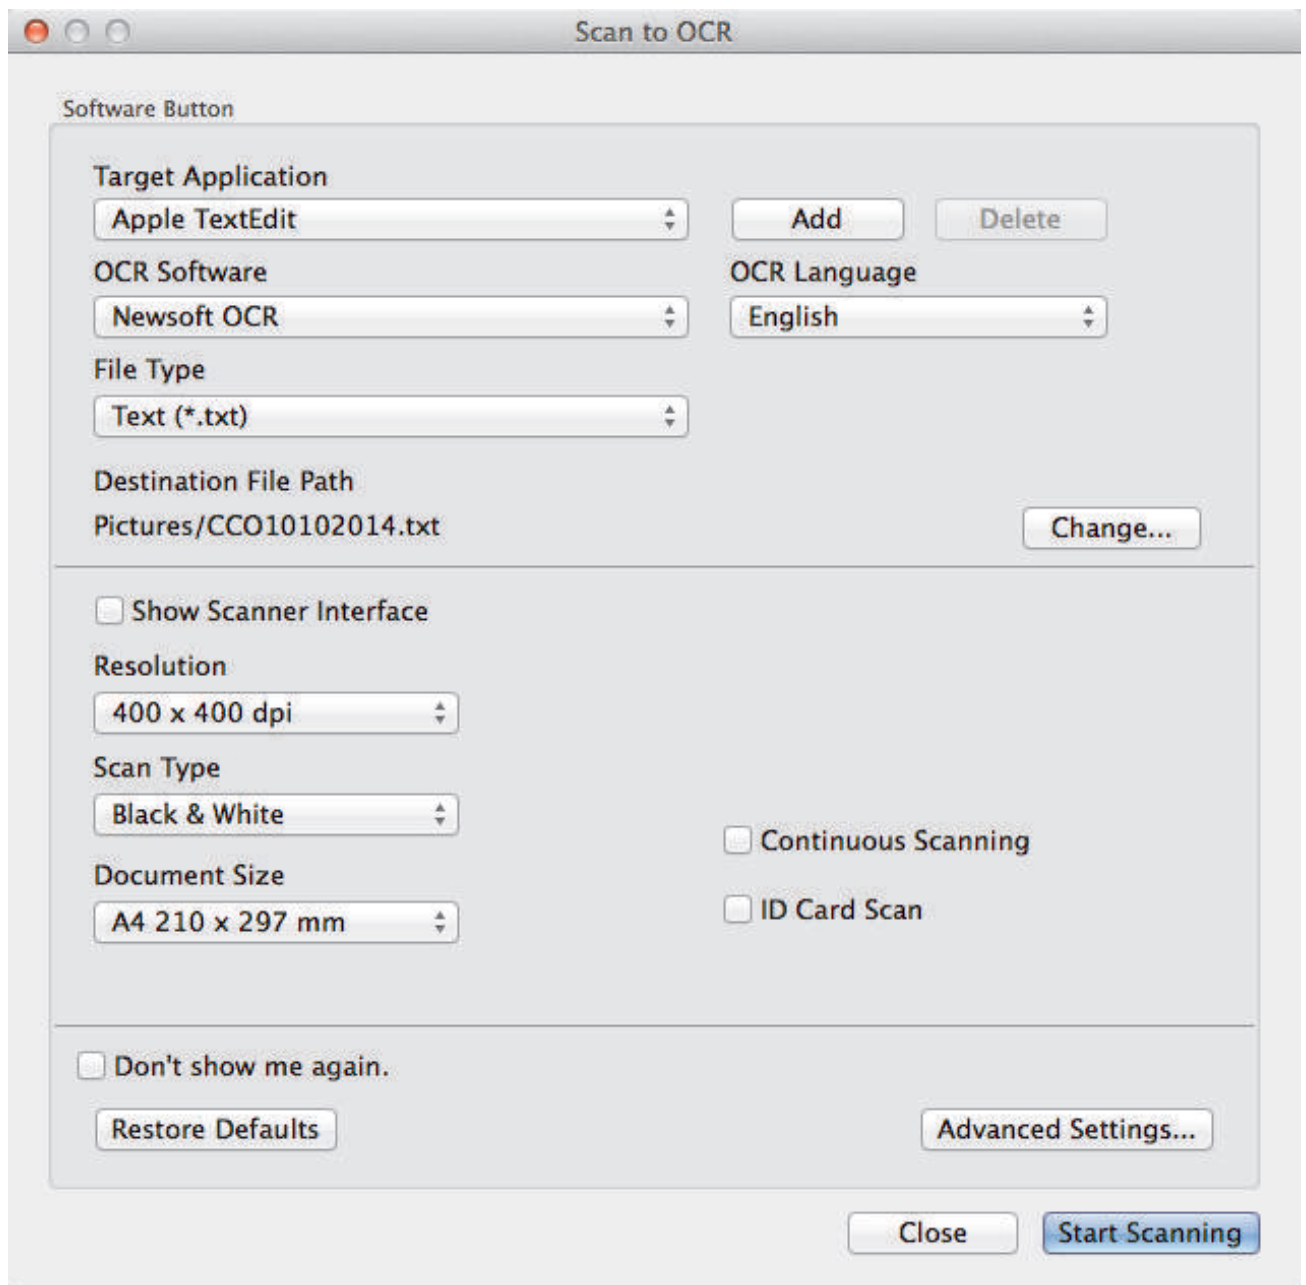 Scan to OCR
Software Button
Target Application
Apple TextEdit
Add
Delete
OCR Software
OCR Language
Newsoft OCR
English
File Type
Text (*.txt)
Destination File Path
Pictures/CCO10102014.txt
Change...
Show Scanner Interface
Resolution
400 x 400 dpi
Scan Type
Black & White
Continuous Scanning
Document Size
ID Card Scan
A4 210 x 297 mm
Don't show me again.
Restore Defaults
Advanced Settings...
Close
Start Scanning